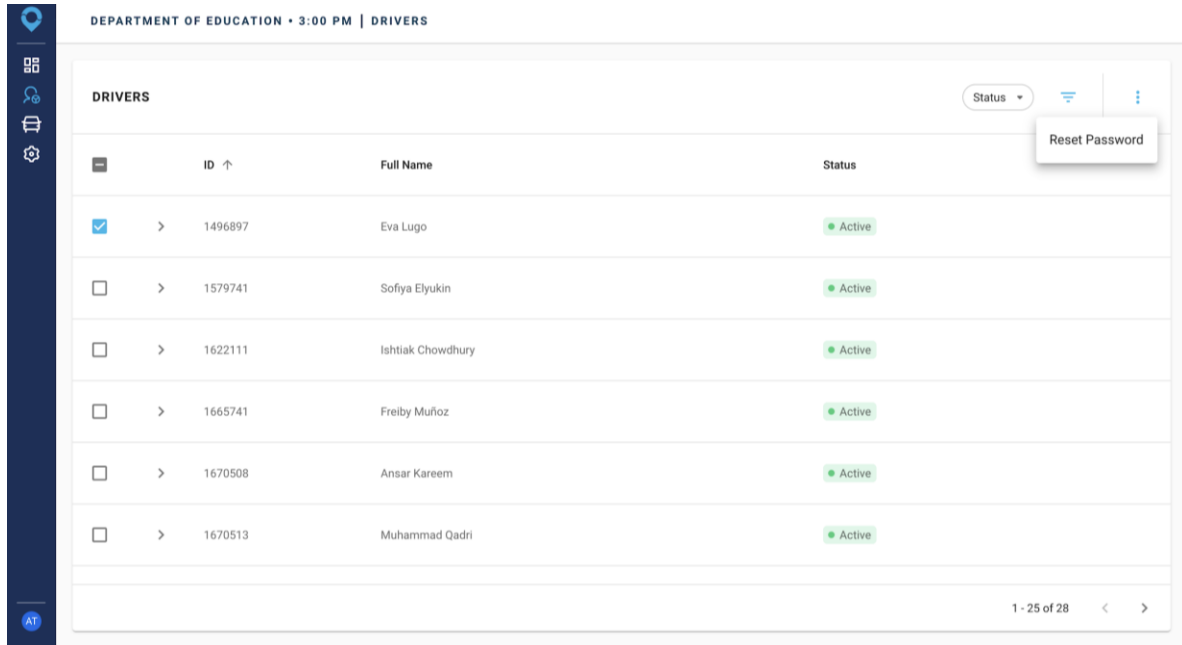 DEPARTMENT OF EDUCATION • 3:00 PM | DRIVERS
DRIVERS
Status
Reset Password
ID ↑ Full Name Status
1496897 Eva Lugo Active
1579741 Sofiya Elyukin Active
1622111 Ishtiak Chowdhury Active
1665741 Freiby Muñoz Active
1670508 Ansar Kareem Active
1670513 Muhammad Qadri Active
1 - 25 of 28
AT